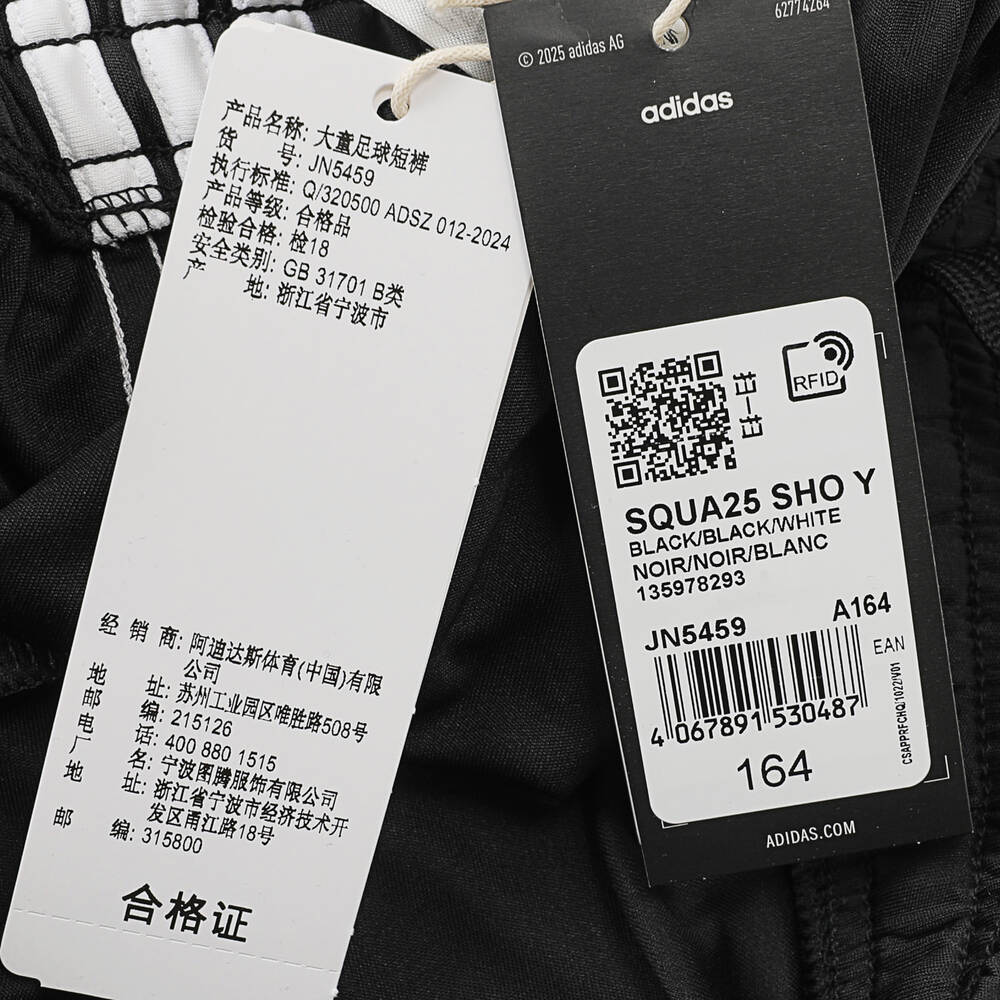 产品名称: 大童足球短裤
货 号: JN5459
执行标准: Q/320500 ADSZ 012-2024
产品等级: 合格品
检验合格: 检18
安全类别: GB 31701 B类
产 地: 浙江省宁波市
经 销 商: 阿迪达斯体育(中国)有限
公司
地 址: 苏州工业园区唯胜路508号
邮 编: 215126
电 话: 400 880 1515
厂 名: 宁波图腾服饰有限公司
地 址: 浙江省宁波市经济技术开
发区甬江路18号
邮 编: 315800
合格证
62774264
© 2025 adidas AG
adidas
RFID
SQUA25 SHO Y
BLACK/BLACK/WHITE
NOIR/NOIR/BLANC
135978293
JN5459 A164
EAN
4 067891 530487
CSAPPRFCHQ/1022/V01
164
ADIDAS.COM